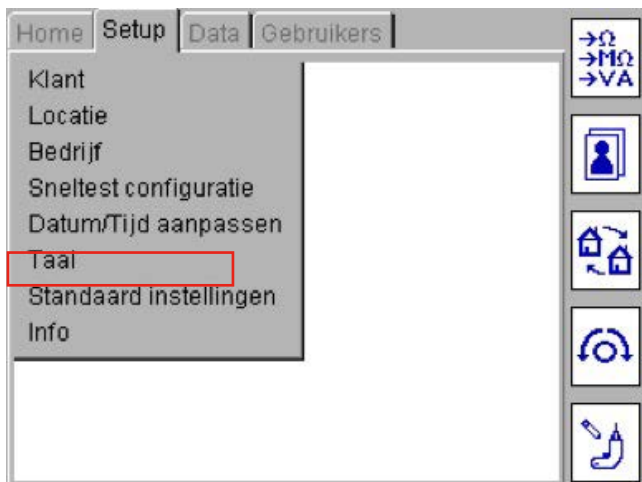 Home Setup Data Gebruikers
Klant
Locatie
Bedrijf
Sneltest configuratie
Datum/Tijd aanpassen
Taal
Standaard instellingen
Info
→Ω
→MΩ
→VA